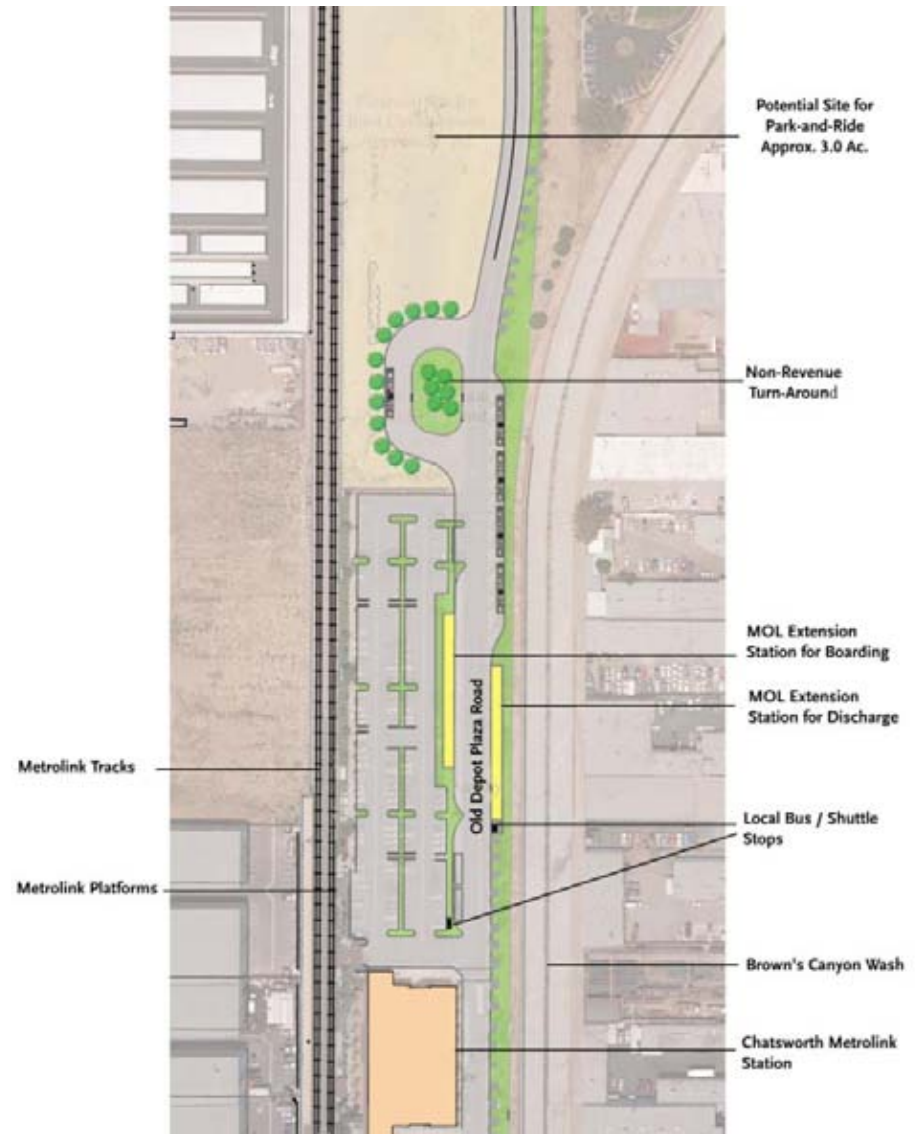 Potential Site for
Park-and-Ride
Approx. 3.0 Ac.
Non-Revenue
Turn-Around
MOL Extension
Station for Boarding
MOL Extension
Station for Discharge
Old Depot Plaza Road
Metrolink Tracks
Local Bus / Shuttle
Stops
Metrolink Platforms
Brown's Canyon Wash
Chatsworth Metrolink
Station